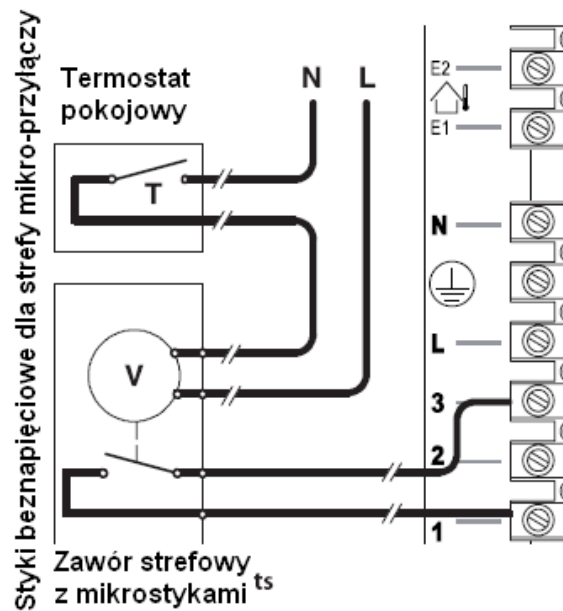 Styki beznapięciowe dla strefy mikro-przyłączy
Termostat
pokojowy
N L
T
V
Zawór strefowy
z mikrostykami ts
E2
E1
N
L
3
2
1